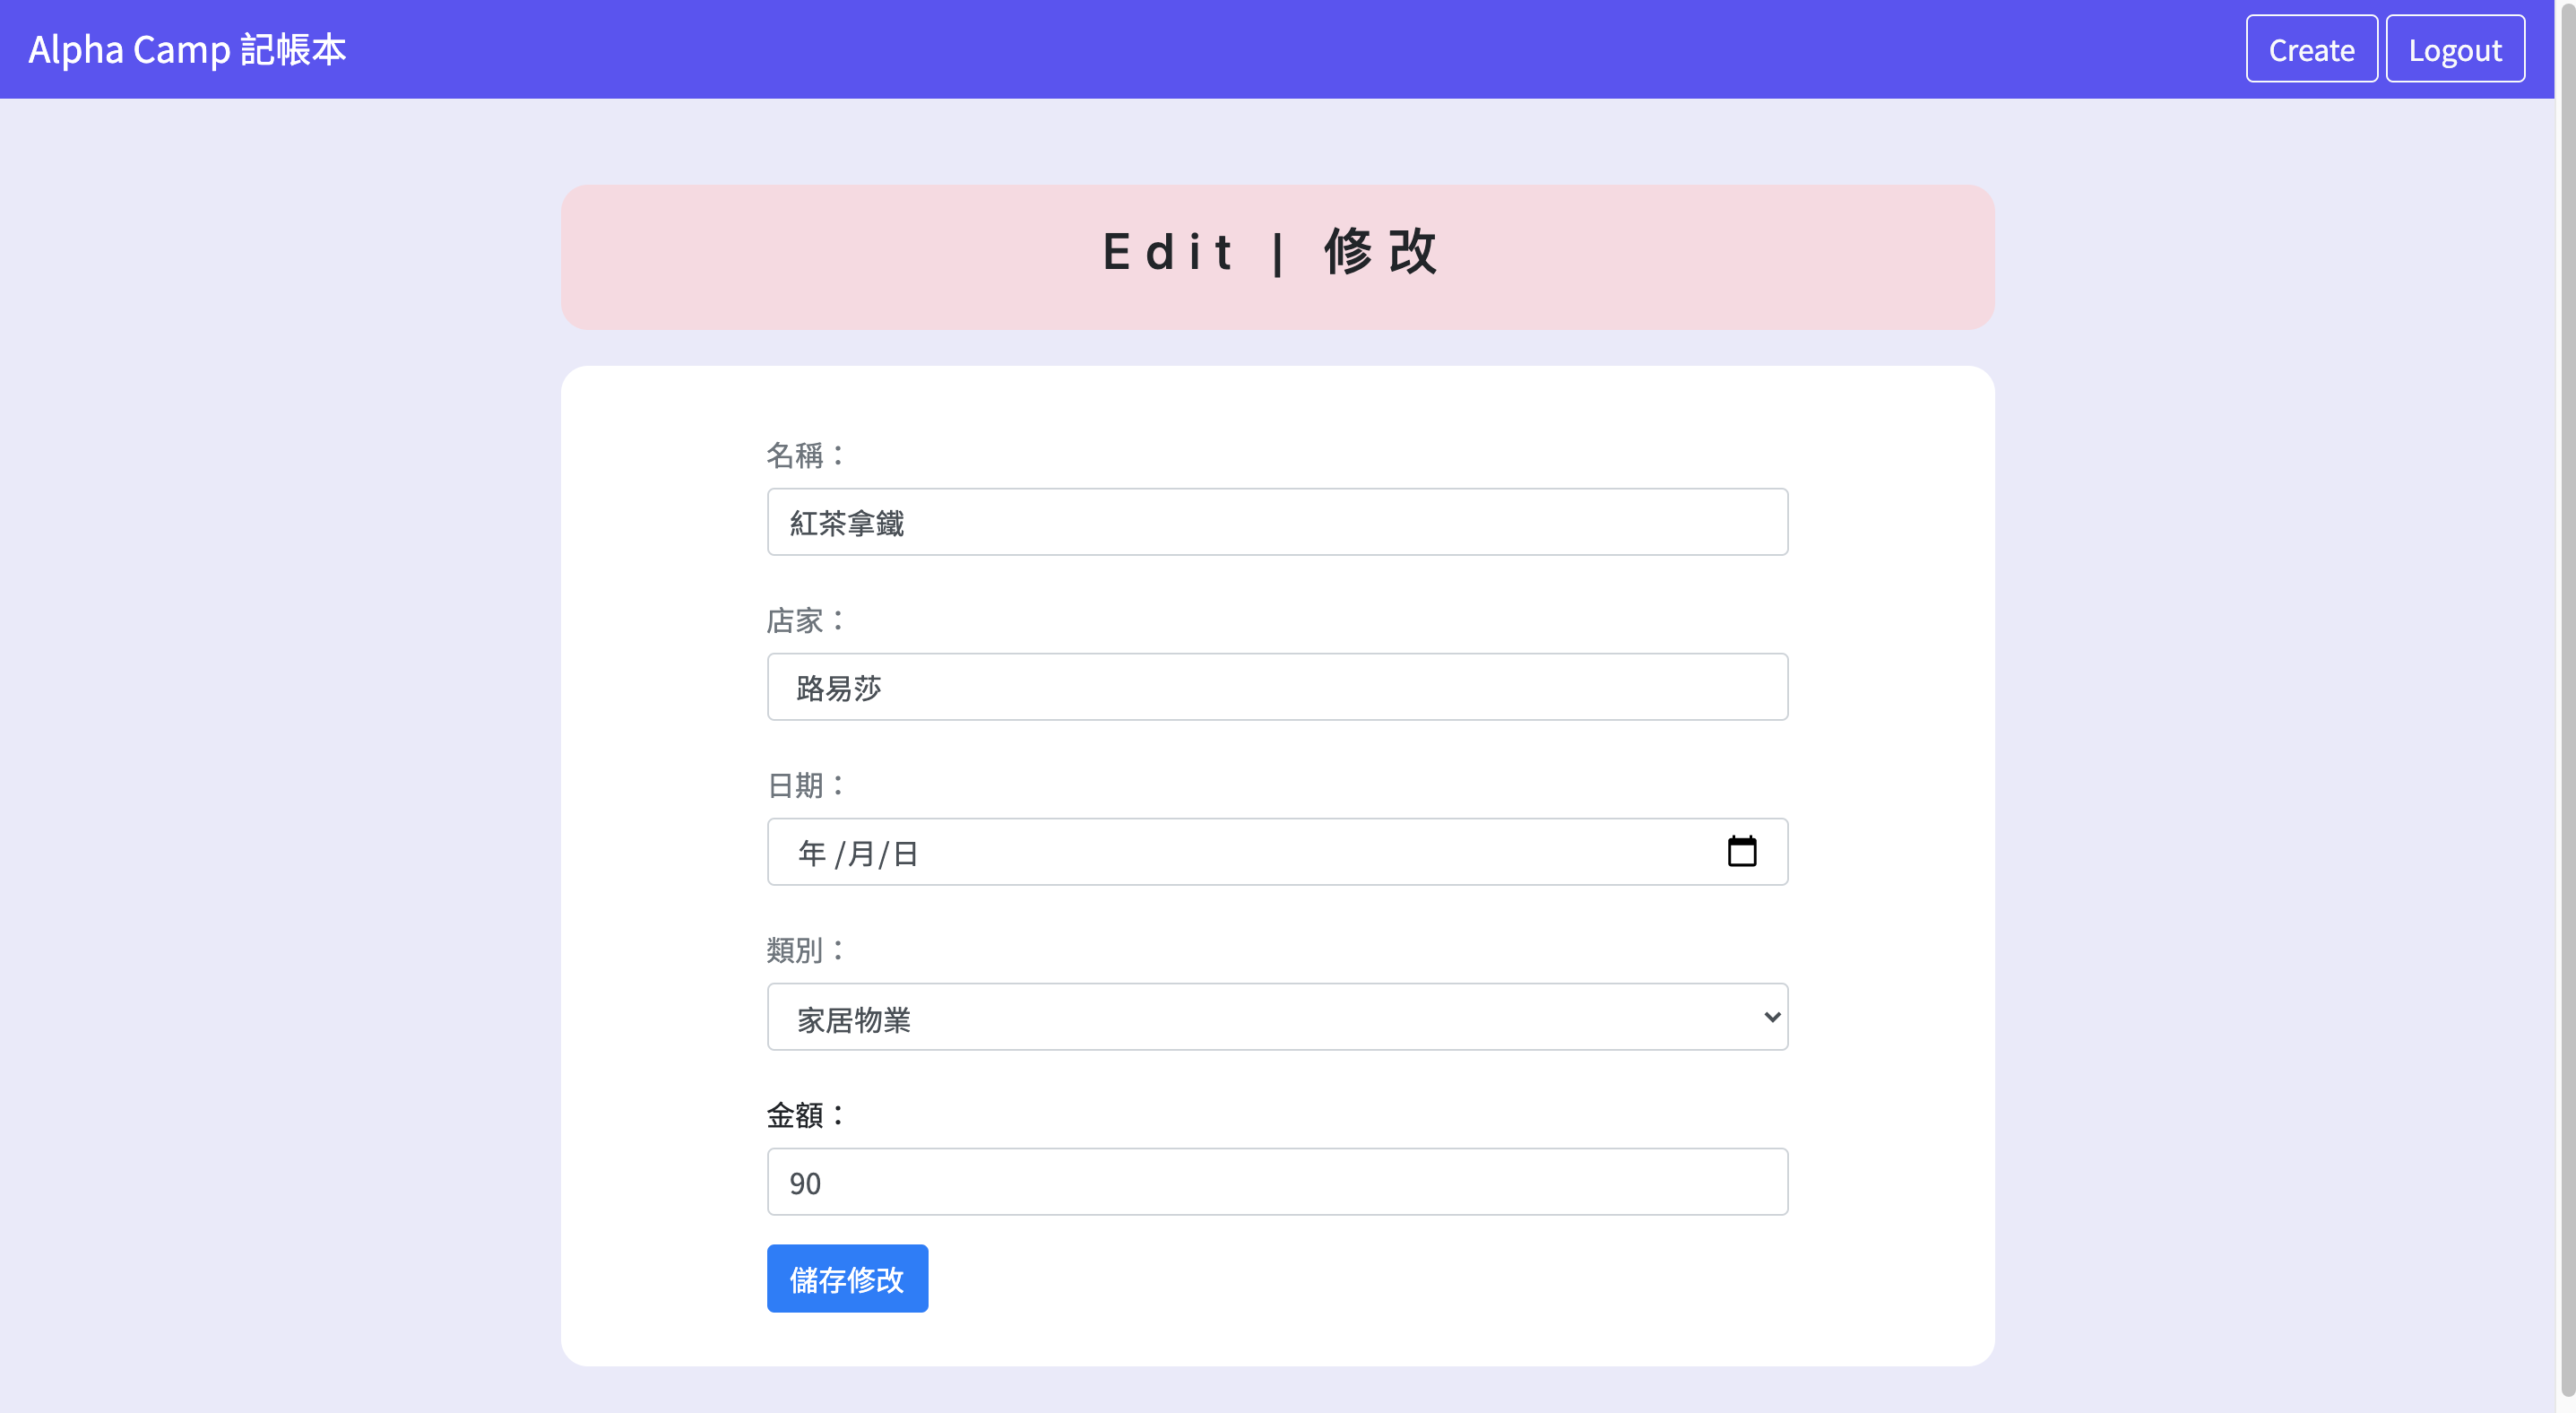 Alpha Camp 記帳本
Create
Logout
Edit | 修改
名稱：
紅茶拿鐵
店家：
路易莎
日期：
年 /月/日
類別：
家居物業
金額：
90
儲存修改